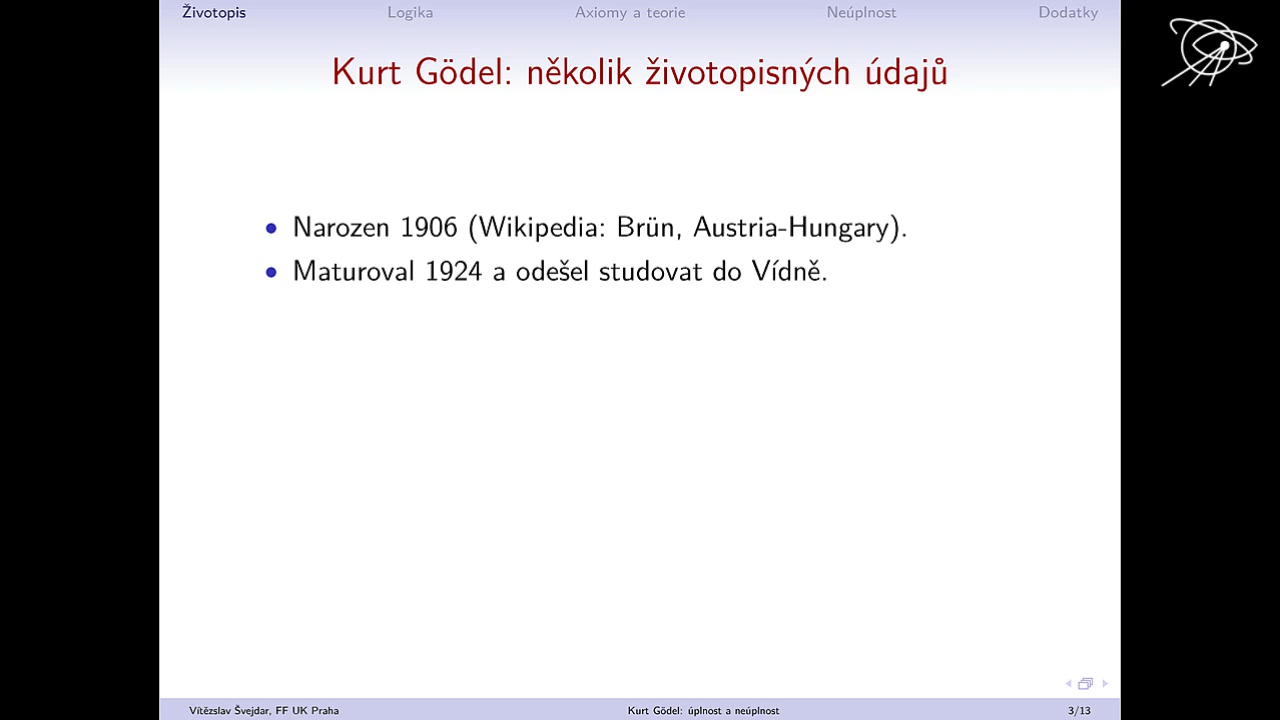 Životopis Logika Axiomy a teorie Neúplnost Dodatky
Kurt Gödel: několik životopisných údajů
• Narozen 1906 (Wikipedia: Brün, Austria-Hungary).
• Maturoval 1924 a odešel studovat do Vídně.
Vítězslav Švejdar, FF UK Praha Kurt Gödel: úplnost a neúplnost 3/13